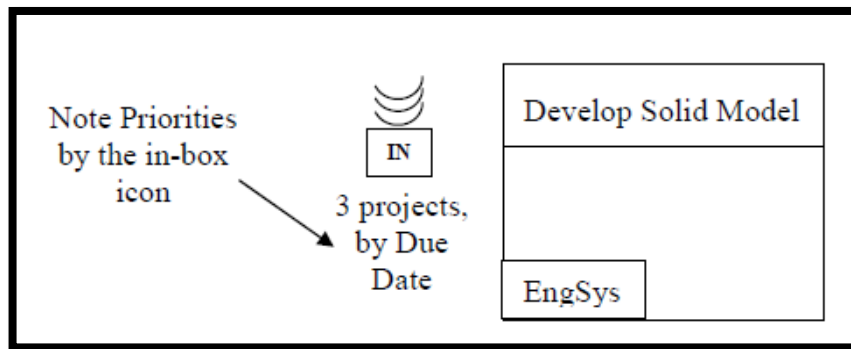 Note Priorities
by the in-box
icon
IN
3 projects,
by Due
Date
Develop Solid Model
EngSys